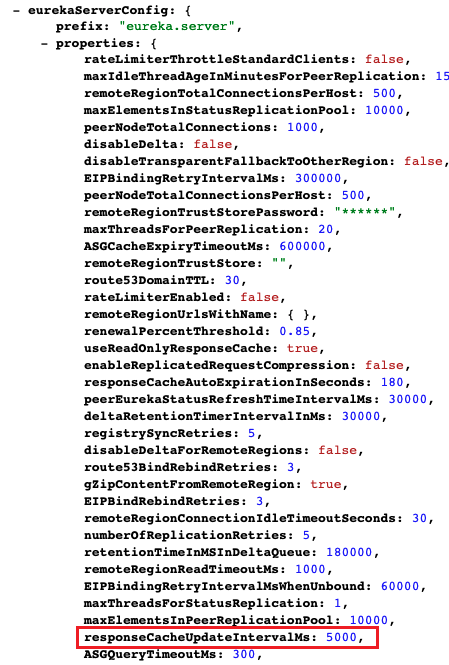 - eurekaServerConfig: {
prefix: "eureka.server",
- properties: {
rateLimiterThrottleStandardClients: false,
maxIdleThreadAgeInMinutesForPeerReplication: 15
remoteRegionTotalConnectionsPerHost: 500,
maxElementsInStatusReplicationPool: 10000,
peerNodeTotalConnections: 1000,
disableDelta: false,
disableTransparentFallbackToOtherRegion: false,
EIPBindingRetryIntervalMs: 300000,
peerNodeTotalConnectionsPerHost: 500,
remoteRegionTrustStorePassword: "******",
maxThreadsForPeerReplication: 20,
ASGCacheExpiryTimeoutMs: 600000,
remoteRegionTrustStore: "",
route53DomainTTL: 30,
rateLimiterEnabled: false,
remoteRegionUrlsWithName: { },
renewalPercentThreshold: 0.85,
useReadOnlyResponseCache: true,
enableReplicatedRequestCompression: false,
responseCacheAutoExpirationInSeconds: 180,
peerEurekaStatusRefreshTimeIntervalMs: 30000,
deltaRetentionTimerIntervalInMs: 30000,
registrySyncRetries: 5,
disableDeltaForRemoteRegions: false,
route53BindRebindRetries: 3,
gZipContentFromRemoteRegion: true,
EIPBindRebindRetries: 3,
remoteRegionConnectionIdleTimeoutSeconds: 30,
numberOfReplicationRetries: 5,
retentionTimeInMSInDeltaQueue: 180000,
remoteRegionReadTimeoutMs: 1000,
EIPBindingRetryIntervalMsWhenUnbound: 60000,
maxThreadsForStatusReplication: 1,
maxElementsInPeerReplicationPool: 10000,
responseCacheUpdateIntervalMs: 5000,
ASGQueryTimeoutMs: 300,